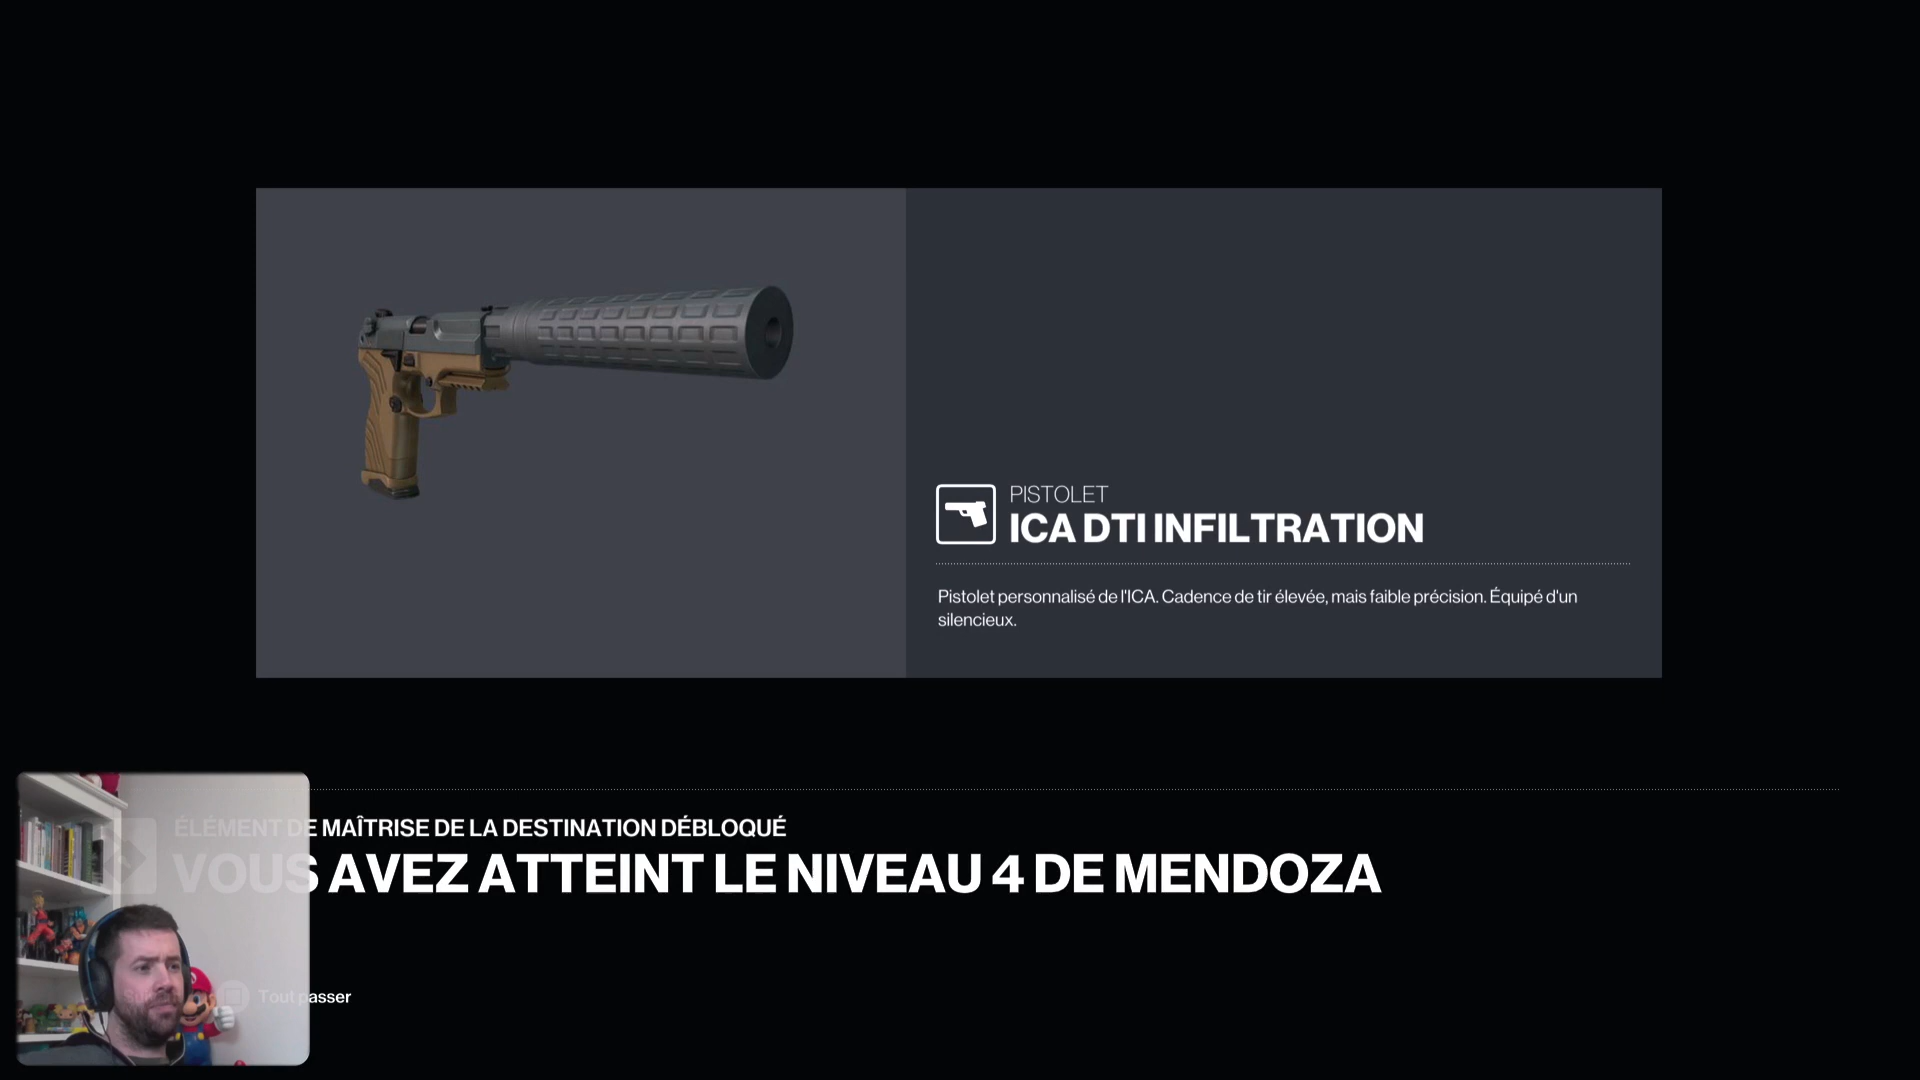 PISTOLET
ICA DTI INFILTRATION
Pistolet personnalisé de l'ICA. Cadence de tir élevée, mais faible précision. Équipé d'un
silencieux.
ÉLÉMENT DE MAÎTRISE DE LA DESTINATION DÉBLOQUÉ
VOUS AVEZ ATTEINT LE NIVEAU 4 DE MENDOZA
Tout passer